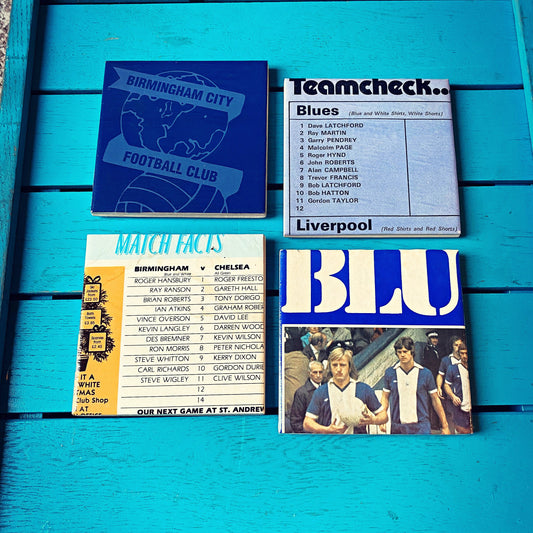 BIRMINGHAM CITY
FOOTBALL CLUB
Teamcheck..
Blues (Blue and White Shirts, White Shorts)
1 Dave LATCHFORD
2 Ray MARTIN
3 Garry PENDREY
4 Malcolm PAGE
5 Roger HYND
6 John ROBERTS
7 Alan CAMPBELL
8 Trevor FRANCIS
9 Bob LATCHFORD
10 Bob HATTON
11 Gordon TAYLOR
12
Liverpool (Red Shirts and Red Shorts)
MATCH FACTS
BIRMINGHAM v CHELSEA
Blue and White
ROGER HANSBURY 1 ROGER FREESTO
RAY RANSON 2 GARETH HALL
BRIAN ROBERTS 3 TONY DORIGO
IAN ATKINS 4 GRAHAM ROBER
VINCE OVERSON 5 DAVID LEE
KEVIN LANGLEY 6 DARREN WOOD
DES BREMNER 7 KEVIN WILSON
RON MORRIS 8 PETER NICHOLA
STEVE WHITTON 9 KERRY DIXON
CARL RICHARDS 10 GORDON DURIE
STEVE WIGLEY 11 CLIVE WILSON
12
14
OUR NEXT GAME AT ST. ANDREW
IT A
WHITE
MAS
Club Shop
AT
BLU